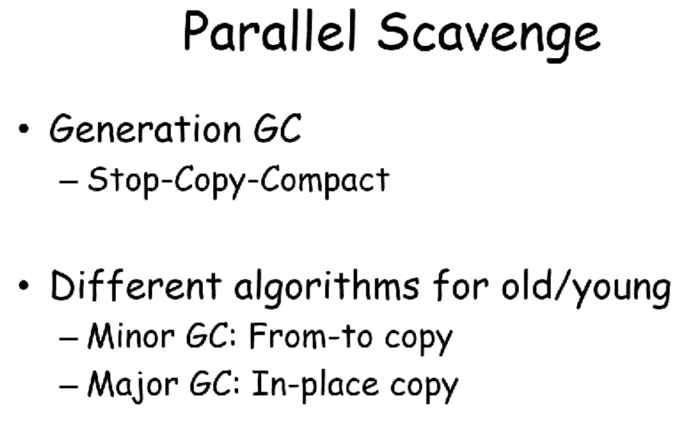 Parallel Scavenge
• Generation GC
– Stop-Copy-Compact
• Different algorithms for old/young
– Minor GC: From-to copy
– Major GC: In-place copy